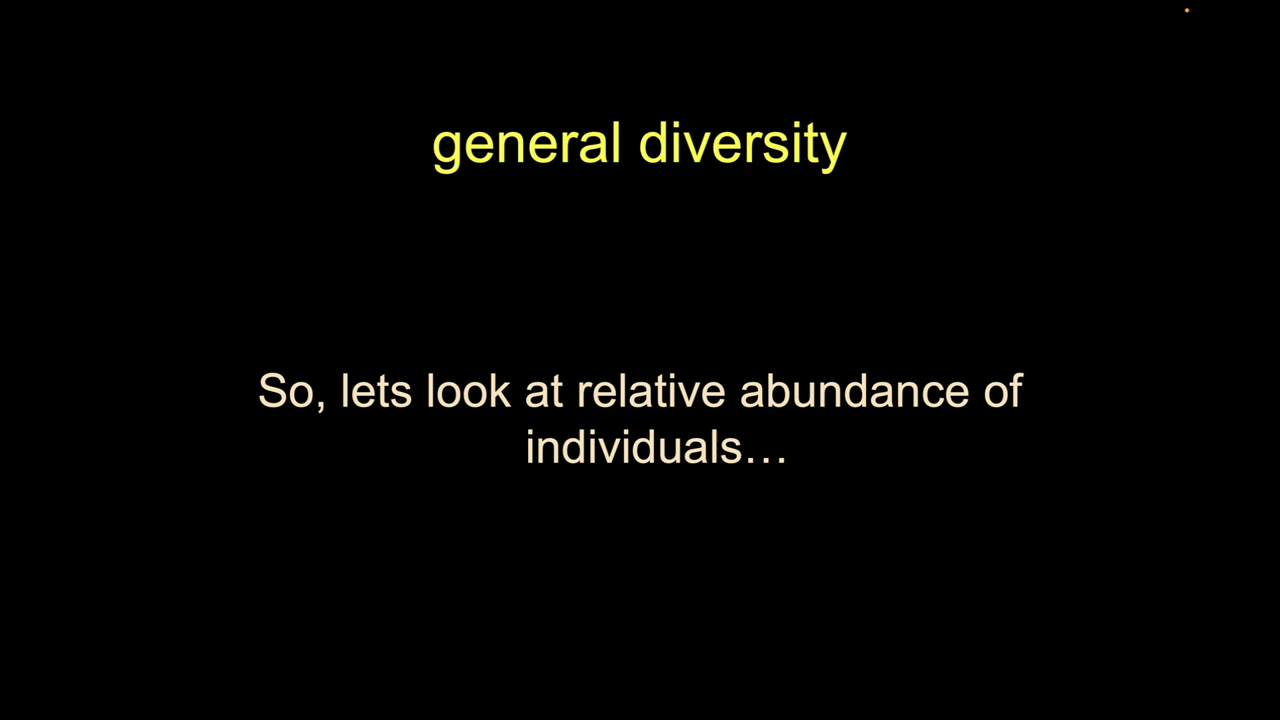 general diversity
So, lets look at relative abundance of
individuals…